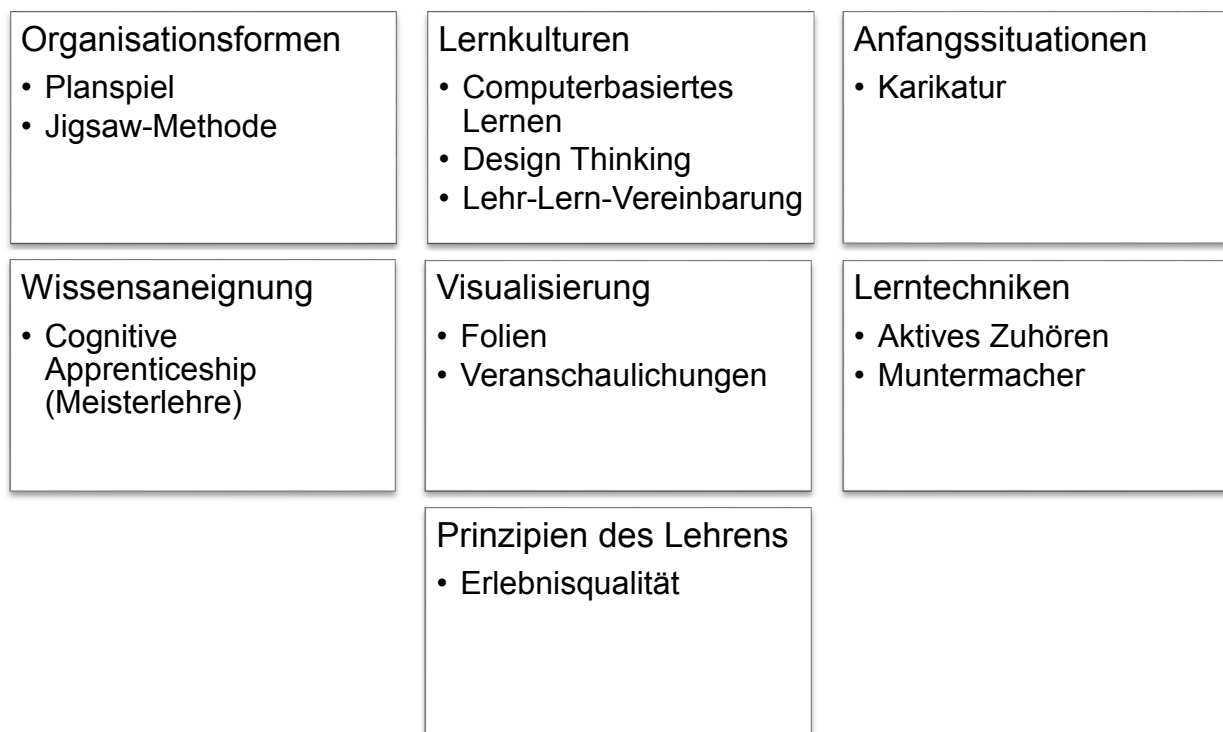 Organisationsformen
• Planspiel
• Jigsaw-Methode
Lernkulturen
• Computerbasiertes
Lernen
• Design Thinking
• Lehr-Lern-Vereinbarung
Anfangssituationen
• Karikatur
Wissensaneignung
• Cognitive
Apprenticeship
(Meisterlehre)
Visualisierung
• Folien
• Veranschaulichungen
Lerntechniken
• Aktives Zuhören
• Muntermacher
Prinzipien des Lehrens
• Erlebnisqualität